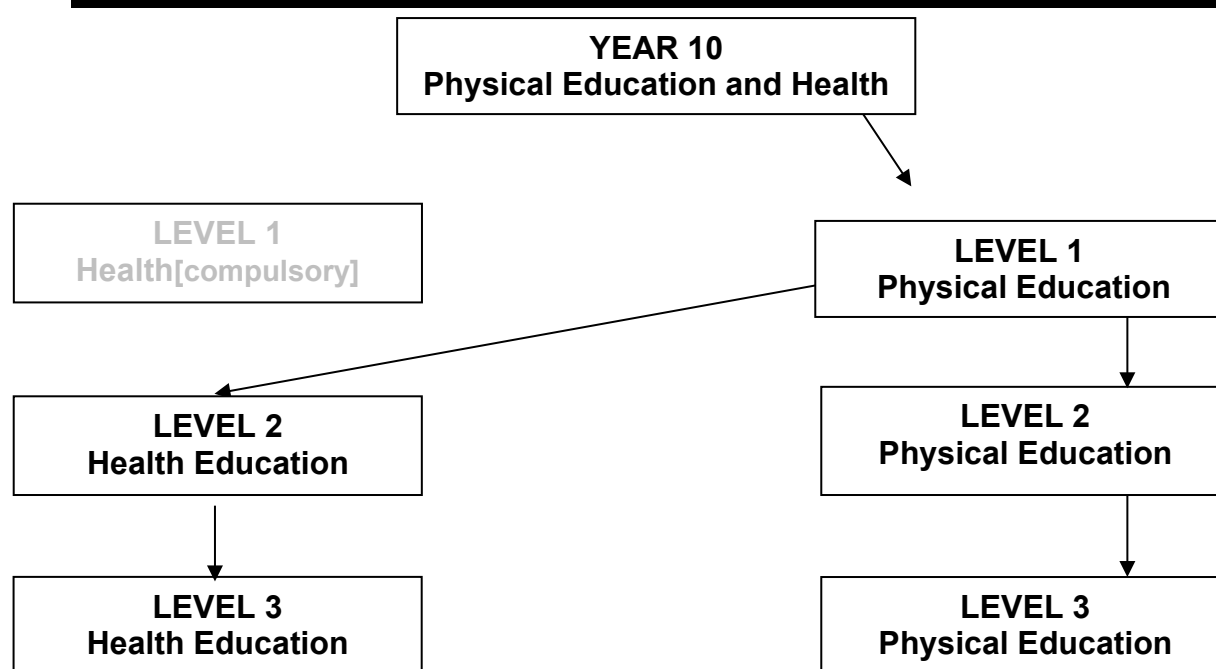 YEAR 10
Physical Education and Health
LEVEL 1
Health[compulsory]
LEVEL 1
Physical Education
LEVEL 2
Health Education
LEVEL 2
Physical Education
LEVEL 3
Health Education
LEVEL 3
Physical Education